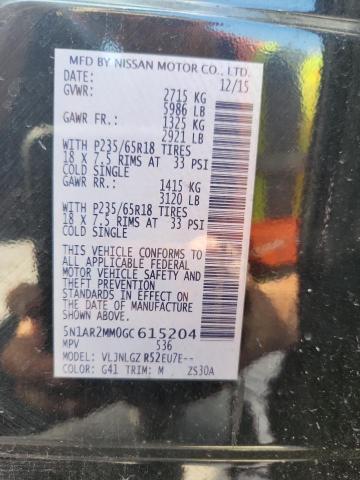 MFD BY NISSAN MOTOR CO., LTD.
DATE: 12/15
GVWR: 2715 KG
5986 LB
GAWR FR: 1325 KG
2921 LB
WITH P235/65R18 TIRES
18 X 7.5 RIMS AT 33 PSI
COLD SINGLE
GAWR RR: 1415 KG
3120 LB
WITH P235/65R18 TIRES
18 X 7.5 RIMS AT 33 PSI
COLD SINGLE
THIS VEHICLE CONFORMS TO
ALL APPLICABLE FEDERAL
MOTOR VEHICLE SAFETY AND
THEFT PREVENTION
STANDARDS IN EFFECT ON
THE DATE OF MANUFACTURE
SHOWN ABOVE.
5N1AR2MM0GC615204
MPV 536
MODEL: VLJNLGZ R52EU7E--
COLOR: G41 TRIM: M ZS30A